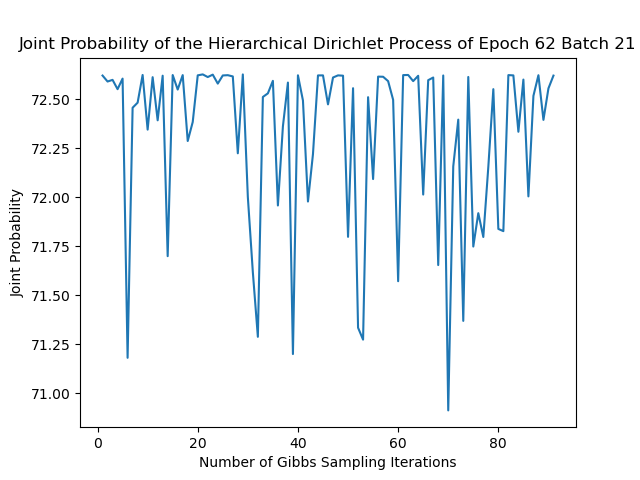 Joint Probability of the Hierarchical Dirichlet Process of Epoch 62 Batch 21
Joint Probability
72.50
72.25
72.00
71.75
71.50
71.25
71.00
0 20 40 60 80
Number of Gibbs Sampling Iterations